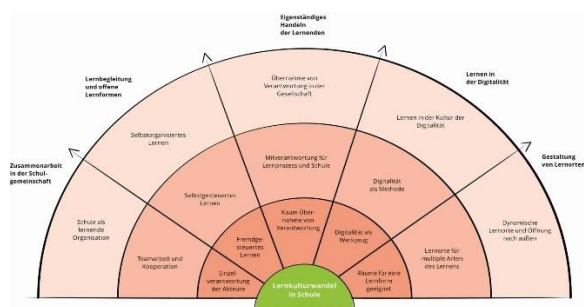 Eigenständiges
Handeln
der Lernenden
Lernbegleitung
und offene
Lernformen
Lernen in
der Digitalität
Zusammenarbeit
in der Schul-
gemeinschaft
Gestaltung
von Lernorten
Übernahme von
Verantwortung in der
Gesellschaft
Selbstorganisiertes
Lernen
Lernen in der Kultur der
Digitalität
Schule als
lernende
Organisation
Dynamische
Lernorte und Öffnung
nach außen
Mitverantwortung für
Lernprozess und Schule
Selbstgesteuertes
Lernen
Digitalität
als Methode
Teamarbeit und
Kooperation
Lernorte für
multiple Arten
des Lernens
Kaum Über-
nahme von
Verantwortung
Fremdge-
steuertes
Lernen
Digitalität als
Werkzeug
Einzel-
verantwortung
der Akteure
Räume für eine
Lernform
geeignet
Lernkulturwandel
in Schule